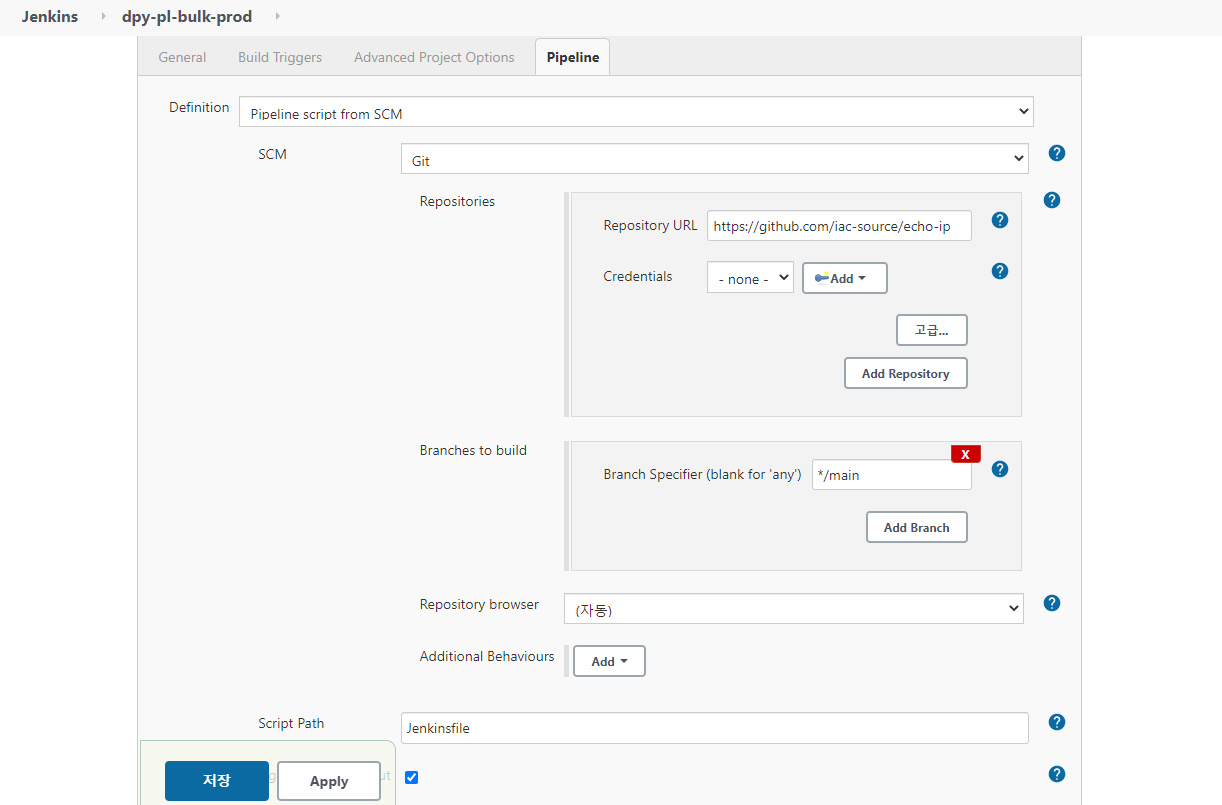 Jenkins dpy-pl-bulk-prod
General Build Triggers Advanced Project Options Pipeline
Definition Pipeline script from SCM
SCM Git
Repositories
Repository URL https://github.com/iac-source/echo-ip
Credentials - none - Add
고급...
Add Repository
Branches to build
X
Branch Specifier (blank for 'any') */main
Add Branch
Repository browser (자동)
Additional Behaviours Add
Script Path Jenkinsfile
저장 Apply